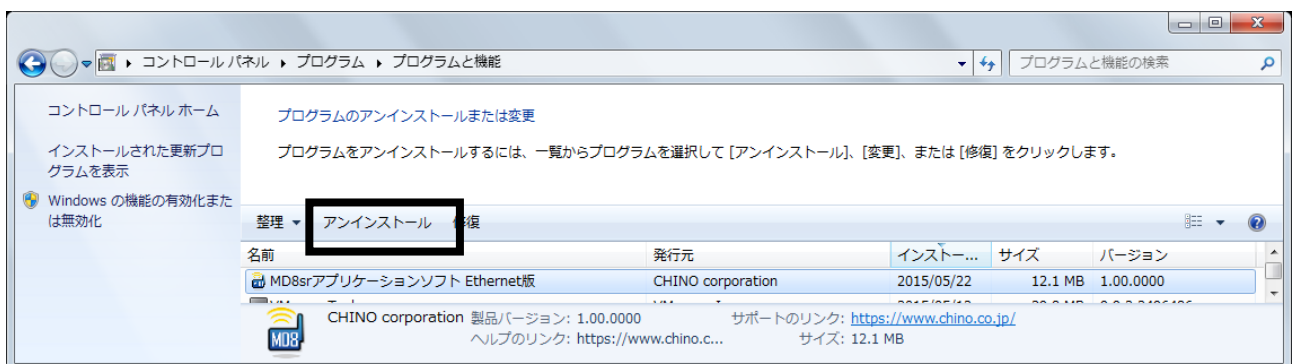 コントロール パネル ▸ プログラム ▸ プログラムと機能
プログラムと機能の検索
コントロール パネル ホーム
インストールされた更新プロ
グラムを表示
Windows の機能の有効化また
は無効化
プログラムのアンインストールまたは変更
プログラムをアンインストールするには、一覧からプログラムを選択して [アンインストール]、[変更]、または [修復] をクリックします。
整理 アンインストール 復
名前 発行元 インストー... サイズ バージョン
MD8srアプリケーションソフト Ethernet版 CHINO corporation 2015/05/22 12.1 MB 1.00.0000
CHINO corporation 製品バージョン: 1.00.0000 サポートのリンク: https://www.chino.co.jp/
MD8 ヘルプのリンク: https://www.chino.c... サイズ: 12.1 MB